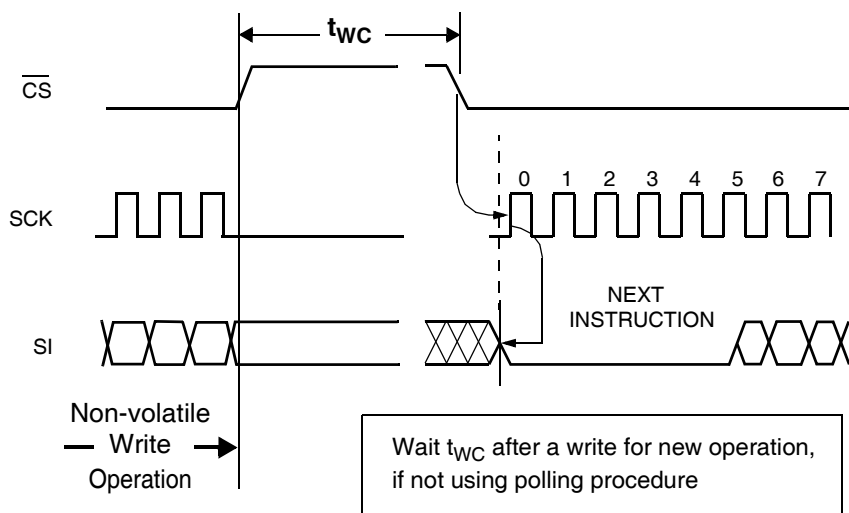 tWC
CS
SCK
0 1 2 3 4 5 6 7
SI
NEXT
INSTRUCTION
Non-volatile
Write
Operation
Wait tWC after a write for new operation,
if not using polling procedure